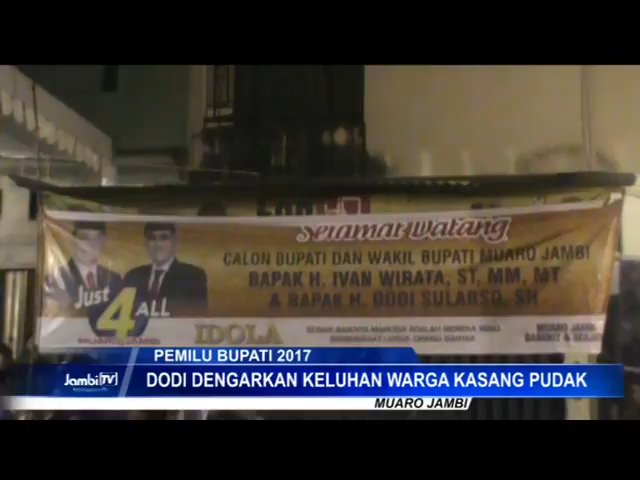 Selamat Datang
CALON BUPATI DAN WAKIL BUPATI MUARO JAMBI
BAPAK H. IVAN WIRATA, ST, MM, MT
& BAPAK H. DODI SULARSO, SH
Just 4 ALL
IDOLA
MUARO JAMBI
PEMILU BUPATI 2017
JambiTV
DODI DENGARKAN KELUHAN WARGA KASANG PUDAK
MUARO JAMBI